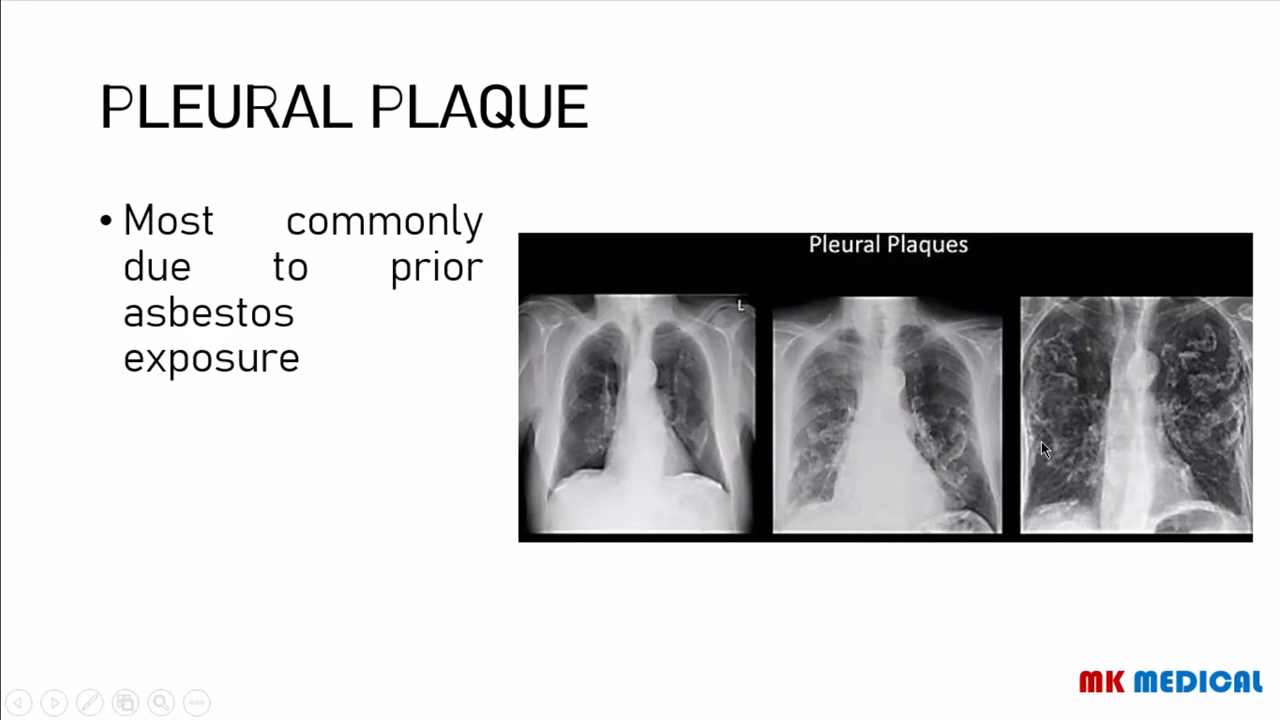 PLEURAL PLAQUE
• Most commonly
due to prior
asbestos
exposure
Pleural Plaques
L
MK MEDICAL